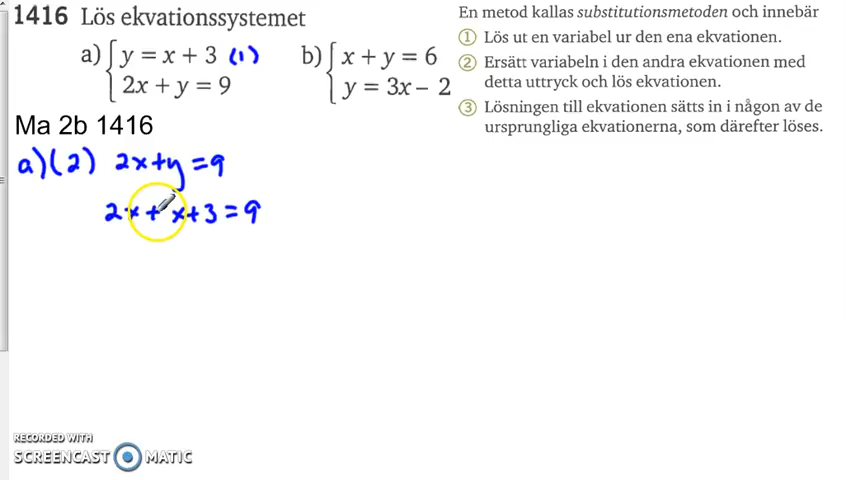 1416 Lös ekvationssystemet
a) { y = x + 3 (1)
2x + y = 9
b) { x + y = 6
y = 3x − 2
En metod kallas substitutionsmetoden och innebär
① Lös ut en variabel ur den ena ekvationen.
② Ersätt variabeln i den andra ekvationen med
detta uttryck och lös ekvationen.
③ Lösningen till ekvationen sätts in i någon av de
ursprungliga ekvationerna, som därefter löses.
Ma 2b 1416
a) (2) 2x+y=9
2x + x+3=9
RECORDED WITH
SCREENCAST MATIC